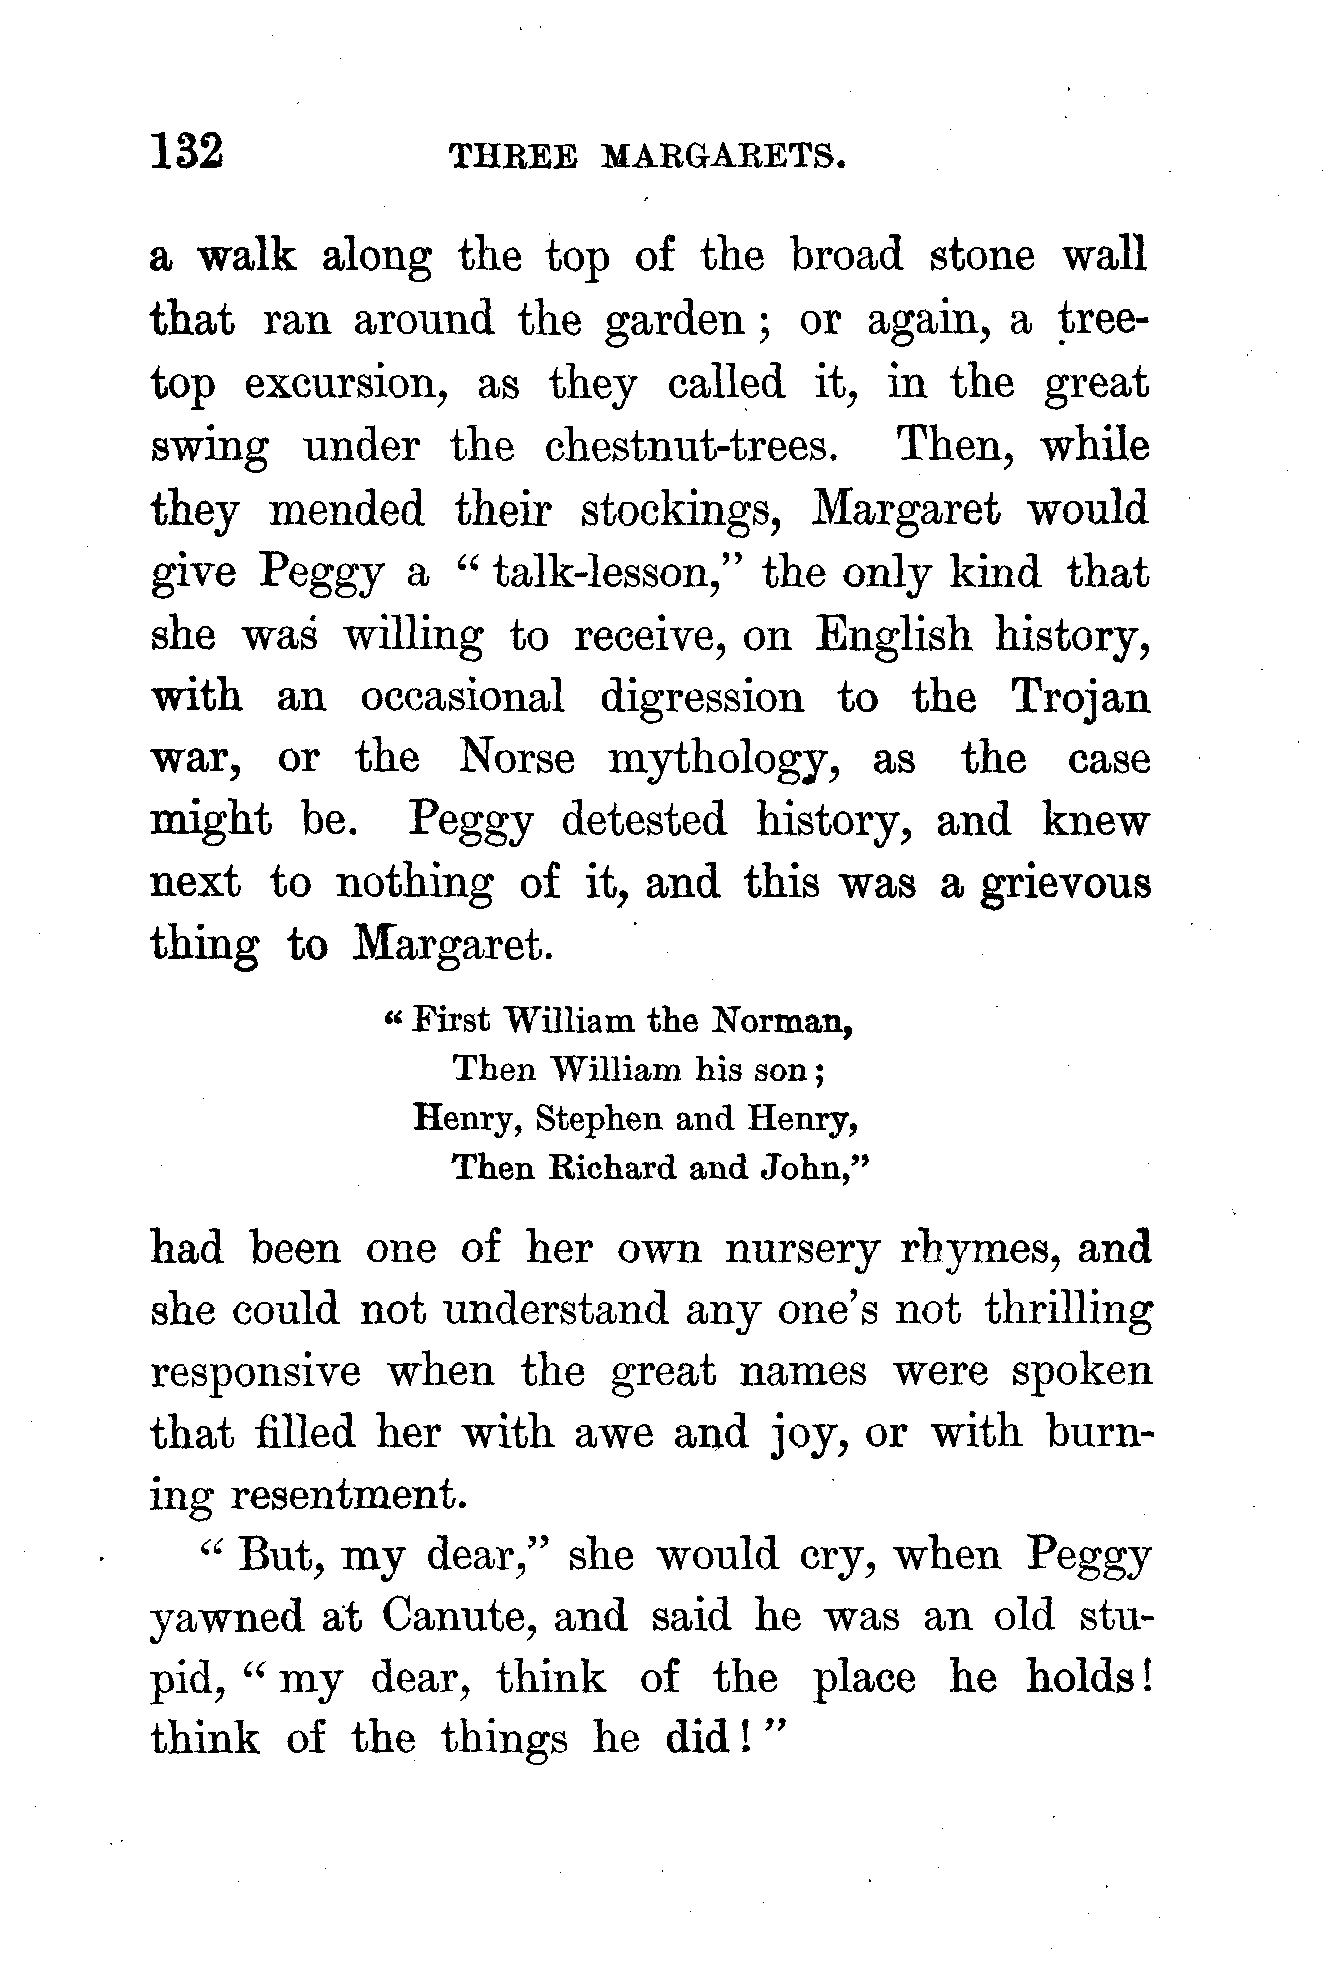 132 THREE MARGARETS.
a walk along the top of the broad stone wall
that ran around the garden ; or again, a tree-
top excursion, as they called it, in the great
swing under the chestnut-trees. Then, while
they mended their stockings, Margaret would
give Peggy a “ talk-lesson,” the only kind that
she was willing to receive, on English history,
with an occasional digression to the Trojan
war, or the Norse mythology, as the case
might be. Peggy detested history, and knew
next to nothing of it, and this was a grievous
thing to Margaret.
“ First William the Norman,
Then William his son ;
Henry, Stephen and Henry,
Then Richard and John,”
had been one of her own nursery rhymes, and
she could not understand any one’s not thrilling
responsive when the great names were spoken
that filled her with awe and joy, or with burn-
ing resentment.
“ But, my dear,” she would cry, when Peggy
yawned at Canute, and said he was an old stu-
pid, “ my dear, think of the place he holds !
think of the things he did ! ”